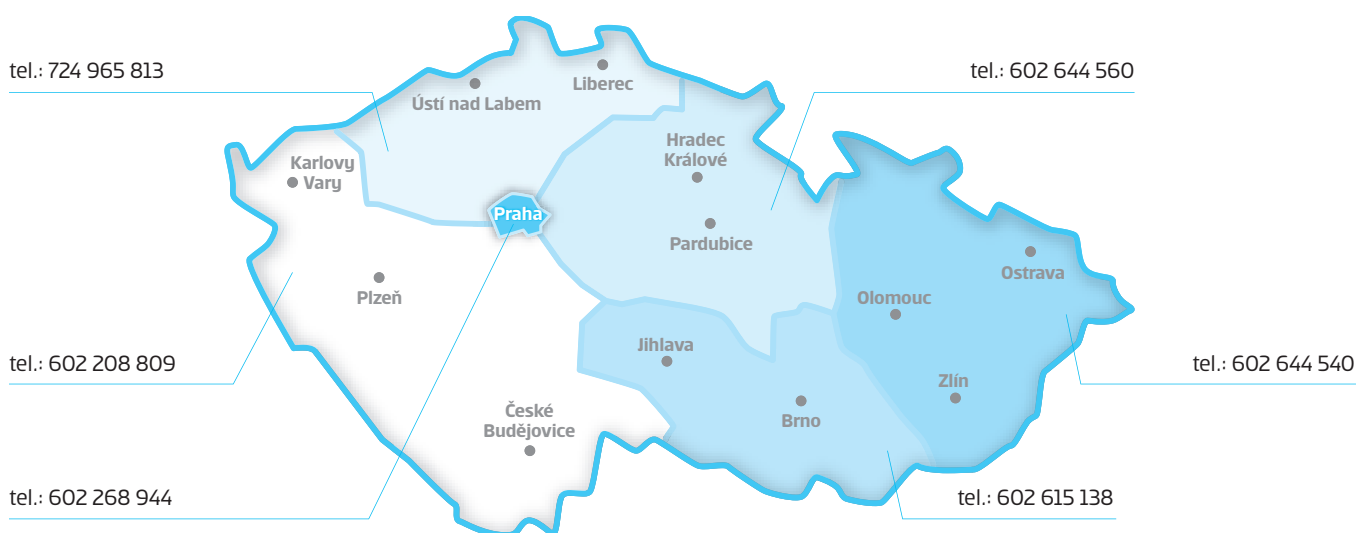 tel.: 724 965 813
tel.: 602 644 560
Liberec
Ústí nad Labem
Hradec
Králové
Karlovy
Vary
Praha
Pardubice
Ostrava
Plzeň
Olomouc
Jihlava
tel.: 602 208 809
tel.: 602 644 540
Zlín
České
Budějovice
Brno
tel.: 602 268 944
tel.: 602 615 138